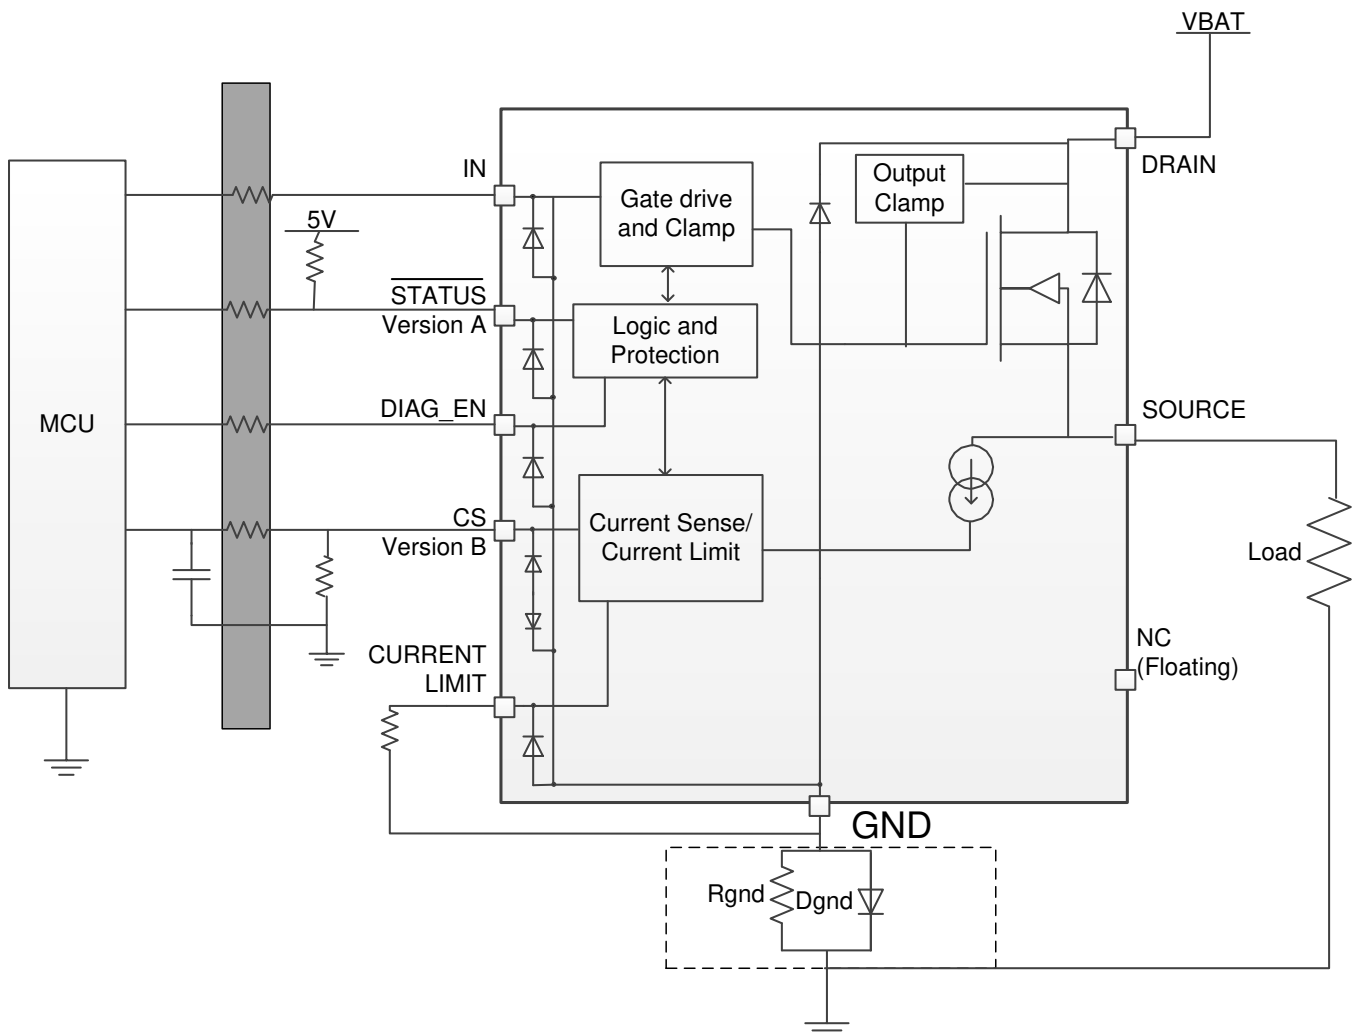 VBAT
IN
DRAIN
Gate drive
and Clamp
Output
Clamp
5V
STATUS
Version A
Logic and
Protection
MCU
DIAG_EN
SOURCE
CS
Version B
Current Sense/
Current Limit
Load
NC
(Floating)
CURRENT
LIMIT
GND
Rgnd
Dgnd